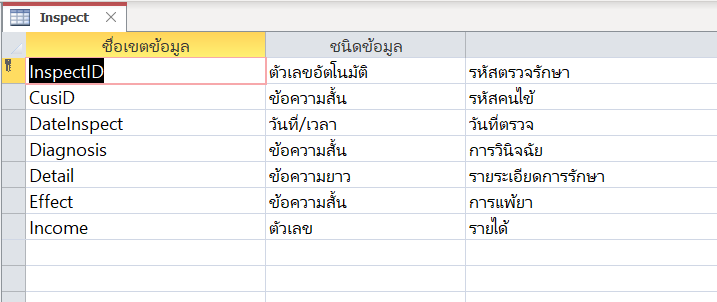 Inspect
ชื่อเขตข้อมูล ชนิดข้อมูล
InspectID ตัวเลขอัตโนมัติ รหัสตรวจรักษา
CusiD ข้อความสั้น รหัสคนไข้
DateInspect วันที่/เวลา วันที่ตรวจ
Diagnosis ข้อความสั้น การวินิจฉัย
Detail ข้อความยาว รายระเอียดการรักษา
Effect ข้อความสั้น การแพ้ยา
Income ตัวเลข รายได้